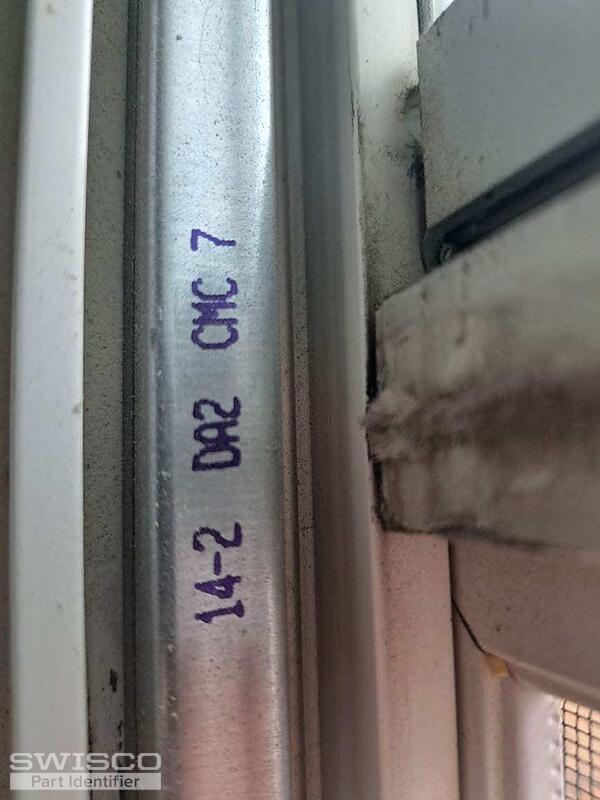 14-2 DA2 CMC 7
SWISCO
Part Identifier